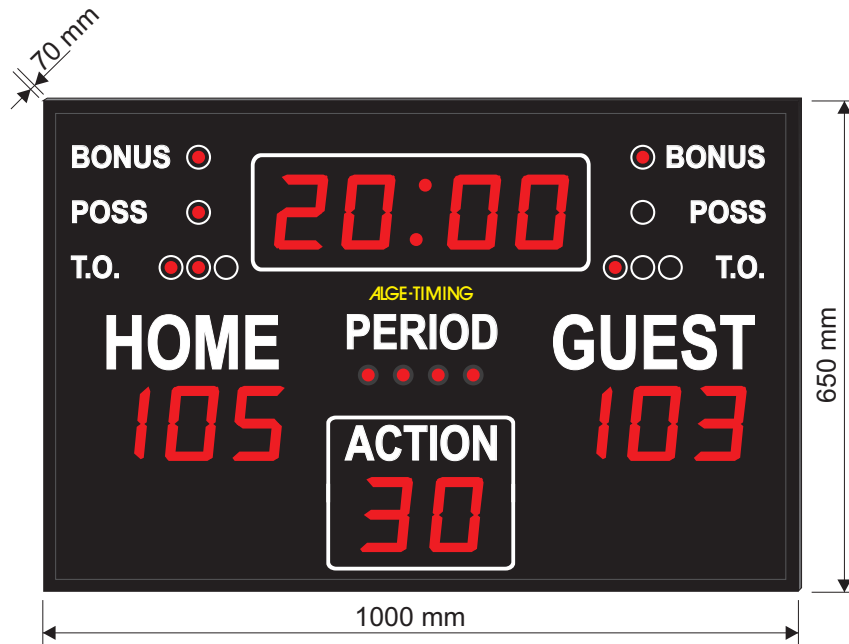 70 mm
BONUS
20:00
BONUS
POSS
POSS
T.O.
T.O.
ALGE-TIMING
HOME
PERIOD
GUEST
105
ACTION
103
30
650 mm
1000 mm